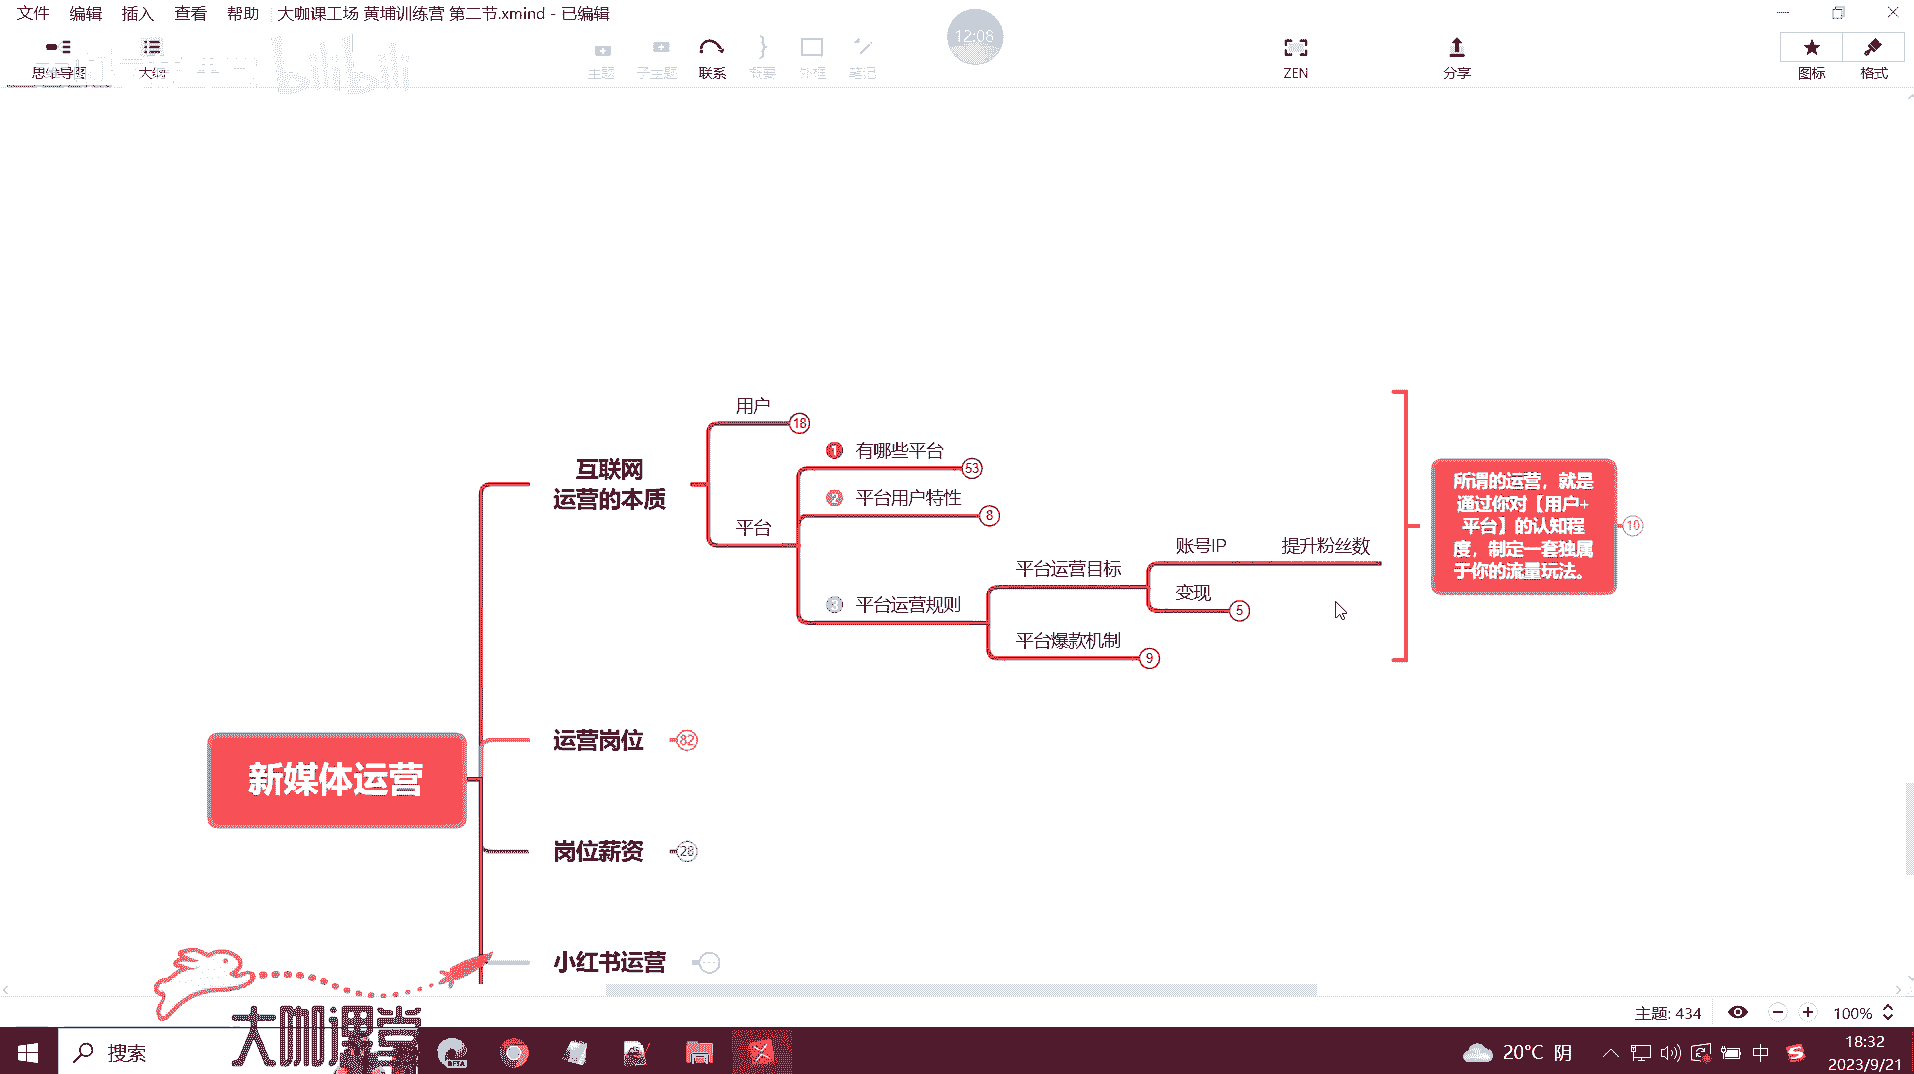 文件 编辑 插入 查看 帮助 大咖课工场 黄埔训练营 第二节.xmind - 已编辑
思维导图 大纲 bilibili 主题 子主题 联系 概要 外框 笔记 12:08 ZEN 分享 图标 格式
用户 18
① 有哪些平台 53
互联网
运营的本质
② 平台用户特性 8
平台
账号IP 提升粉丝数
平台运营目标
变现 5
③ 平台运营规则
平台爆款机制 9
所谓的运营，就是
通过你对【用户+
平台】的认知程
度，制定一套独属
于你的流量玩法。
10
新媒体运营
运营岗位 82
岗位薪资 28
小红书运营
大咖课堂
主题: 434 100%
搜索
20°C 阴 中 18:32
2023/9/21